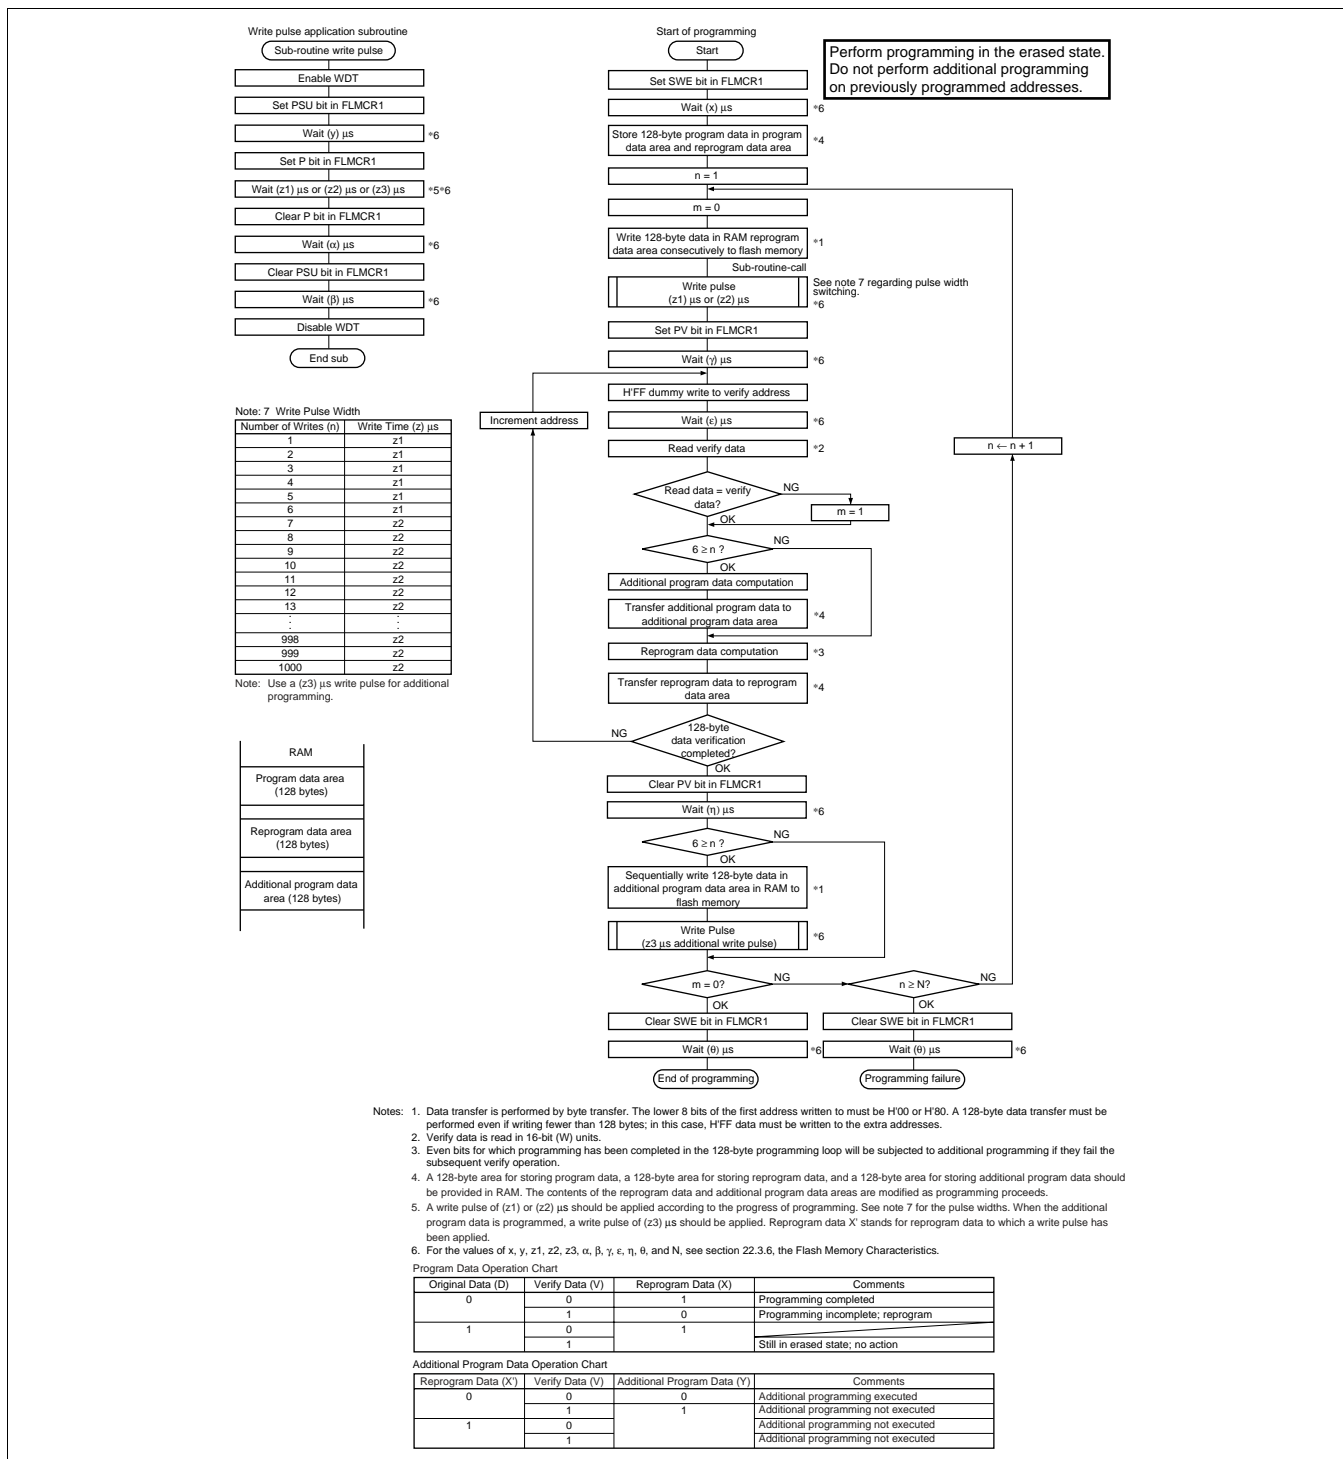 Write pulse application subroutine
Sub-routine write pulse
Enable WDT
Set PSU bit in FLMCR1
Wait (y) μs *6
Set P bit in FLMCR1
Wait (z1) μs or (z2) μs or (z3) μs *5*6
Clear P bit in FLMCR1
Wait (α) μs *6
Clear PSU bit in FLMCR1
Wait (β) μs *6
Disable WDT
End sub
Note: 7 Write Pulse Width
Number of Writes (n) Write Time (z) μs
1 z1
2 z1
3 z1
4 z1
5 z1
6 z1
7 z2
8 z2
9 z2
10 z2
11 z2
12 z2
13 z2
⋮ ⋮
998 z2
999 z2
1000 z2
Note: Use a (z3) μs write pulse for additional
programming.
RAM
Program data area
(128 bytes)
Reprogram data area
(128 bytes)
Additional program data
area (128 bytes)
Start of programming
Start
Perform programming in the erased state.
Do not perform additional programming
on previously programmed addresses.
Set SWE bit in FLMCR1
Wait (x) μs *6
Store 128-byte program data in program
data area and reprogram data area *4
n = 1
m = 0
Write 128-byte data in RAM reprogram
data area consecutively to flash memory *1
Sub-routine-call
Write pulse
(z1) μs or (z2) μs
See note 7 regarding pulse width
switching.
*6
Set PV bit in FLMCR1
Wait (γ) μs *6
H'FF dummy write to verify address
Increment address
Wait (ε) μs *6
Read verify data *2
n ← n + 1
Read data = verify
data?
NG
m = 1
OK
6 ≥ n ?
NG
OK
Additional program data computation
Transfer additional program data to
additional program data area *4
Reprogram data computation *3
Transfer reprogram data to reprogram
data area *4
128-byte
data verification
completed?
NG
OK
Clear PV bit in FLMCR1
Wait (η) μs *6
6 ≥ n ?
NG
OK
Sequentially write 128-byte data in
additional program data area in RAM to
flash memory *1
Write Pulse
(z3 μs additional write pulse) *6
m = 0?
NG
n ≥ N?
NG
OK
OK
Clear SWE bit in FLMCR1
Clear SWE bit in FLMCR1
Wait (θ) μs *6
Wait (θ) μs *6
End of programming
Programming failure
Notes: 1. Data transfer is performed by byte transfer. The lower 8 bits of the first address written to must be H'00 or H'80. A 128-byte data transfer must be
performed even if writing fewer than 128 bytes; in this case, H'FF data must be written to the extra addresses.
2. Verify data is read in 16-bit (W) units.
3. Even bits for which programming has been completed in the 128-byte programming loop will be subjected to additional programming if they fail the
subsequent verify operation.
4. A 128-byte area for storing program data, a 128-byte area for storing reprogram data, and a 128-byte area for storing additional program data should
be provided in RAM. The contents of the reprogram data and additional program data areas are modified as programming proceeds.
5. A write pulse of (z1) or (z2) μs should be applied according to the progress of programming. See note 7 for the pulse widths. When the additional
program data is programmed, a write pulse of (z3) μs should be applied. Reprogram data X' stands for reprogram data to which a write pulse has
been applied.
6. For the values of x, y, z1, z2, z3, α, β, γ, ε, η, θ, and N, see section 22.3.6, the Flash Memory Characteristics.
Program Data Operation Chart
Original Data (D) Verify Data (V) Reprogram Data (X) Comments
0 0 1 Programming completed
1 0 Programming incomplete; reprogram
1 0 1
1 Still in erased state; no action
Additional Program Data Operation Chart
Reprogram Data (X') Verify Data (V) Additional Program Data (Y) Comments
0 0 0 Additional programming executed
1 1 Additional programming not executed
1 0 Additional programming not executed
1 Additional programming not executed